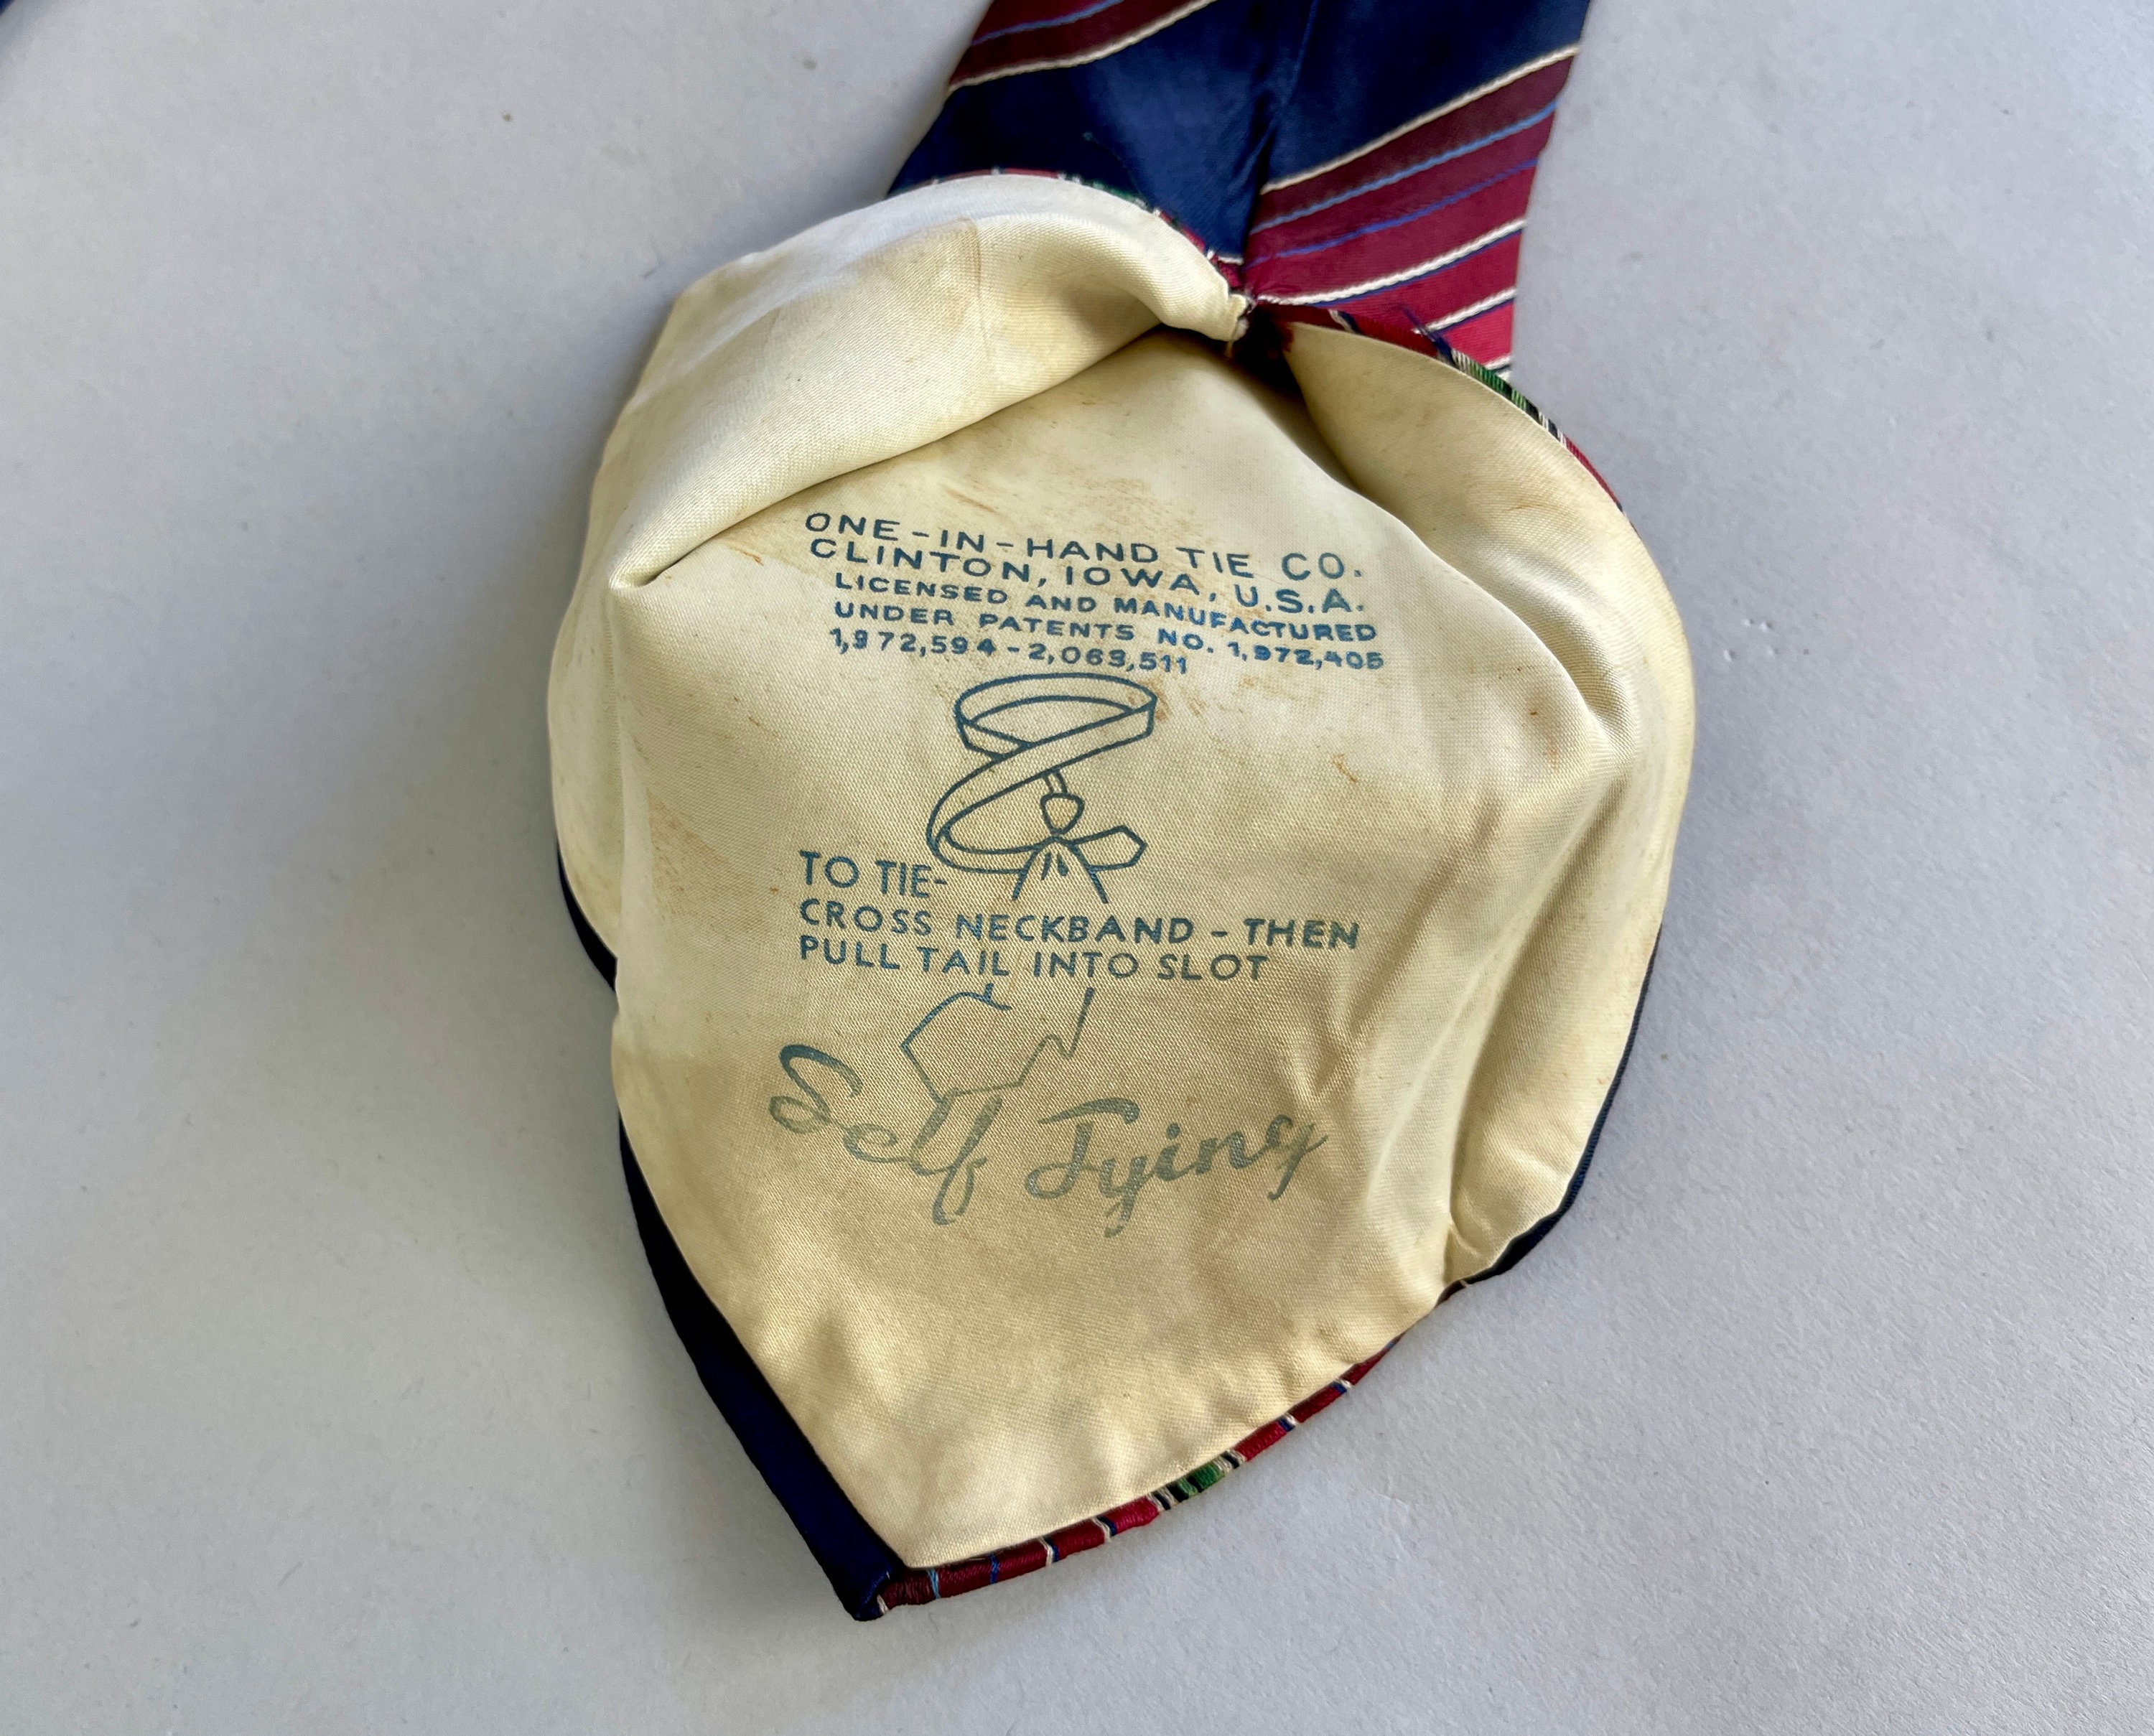 ONE-IN-HAND TIE CO.
CLINTON, IOWA, U.S.A.
LICENSED AND MANUFACTURED
UNDER PATENTS NO. 1,972,405
1,972,594-2,063,511
TO TIE-
CROSS NECKBAND - THEN
PULL TAIL INTO SLOT
Self Tying